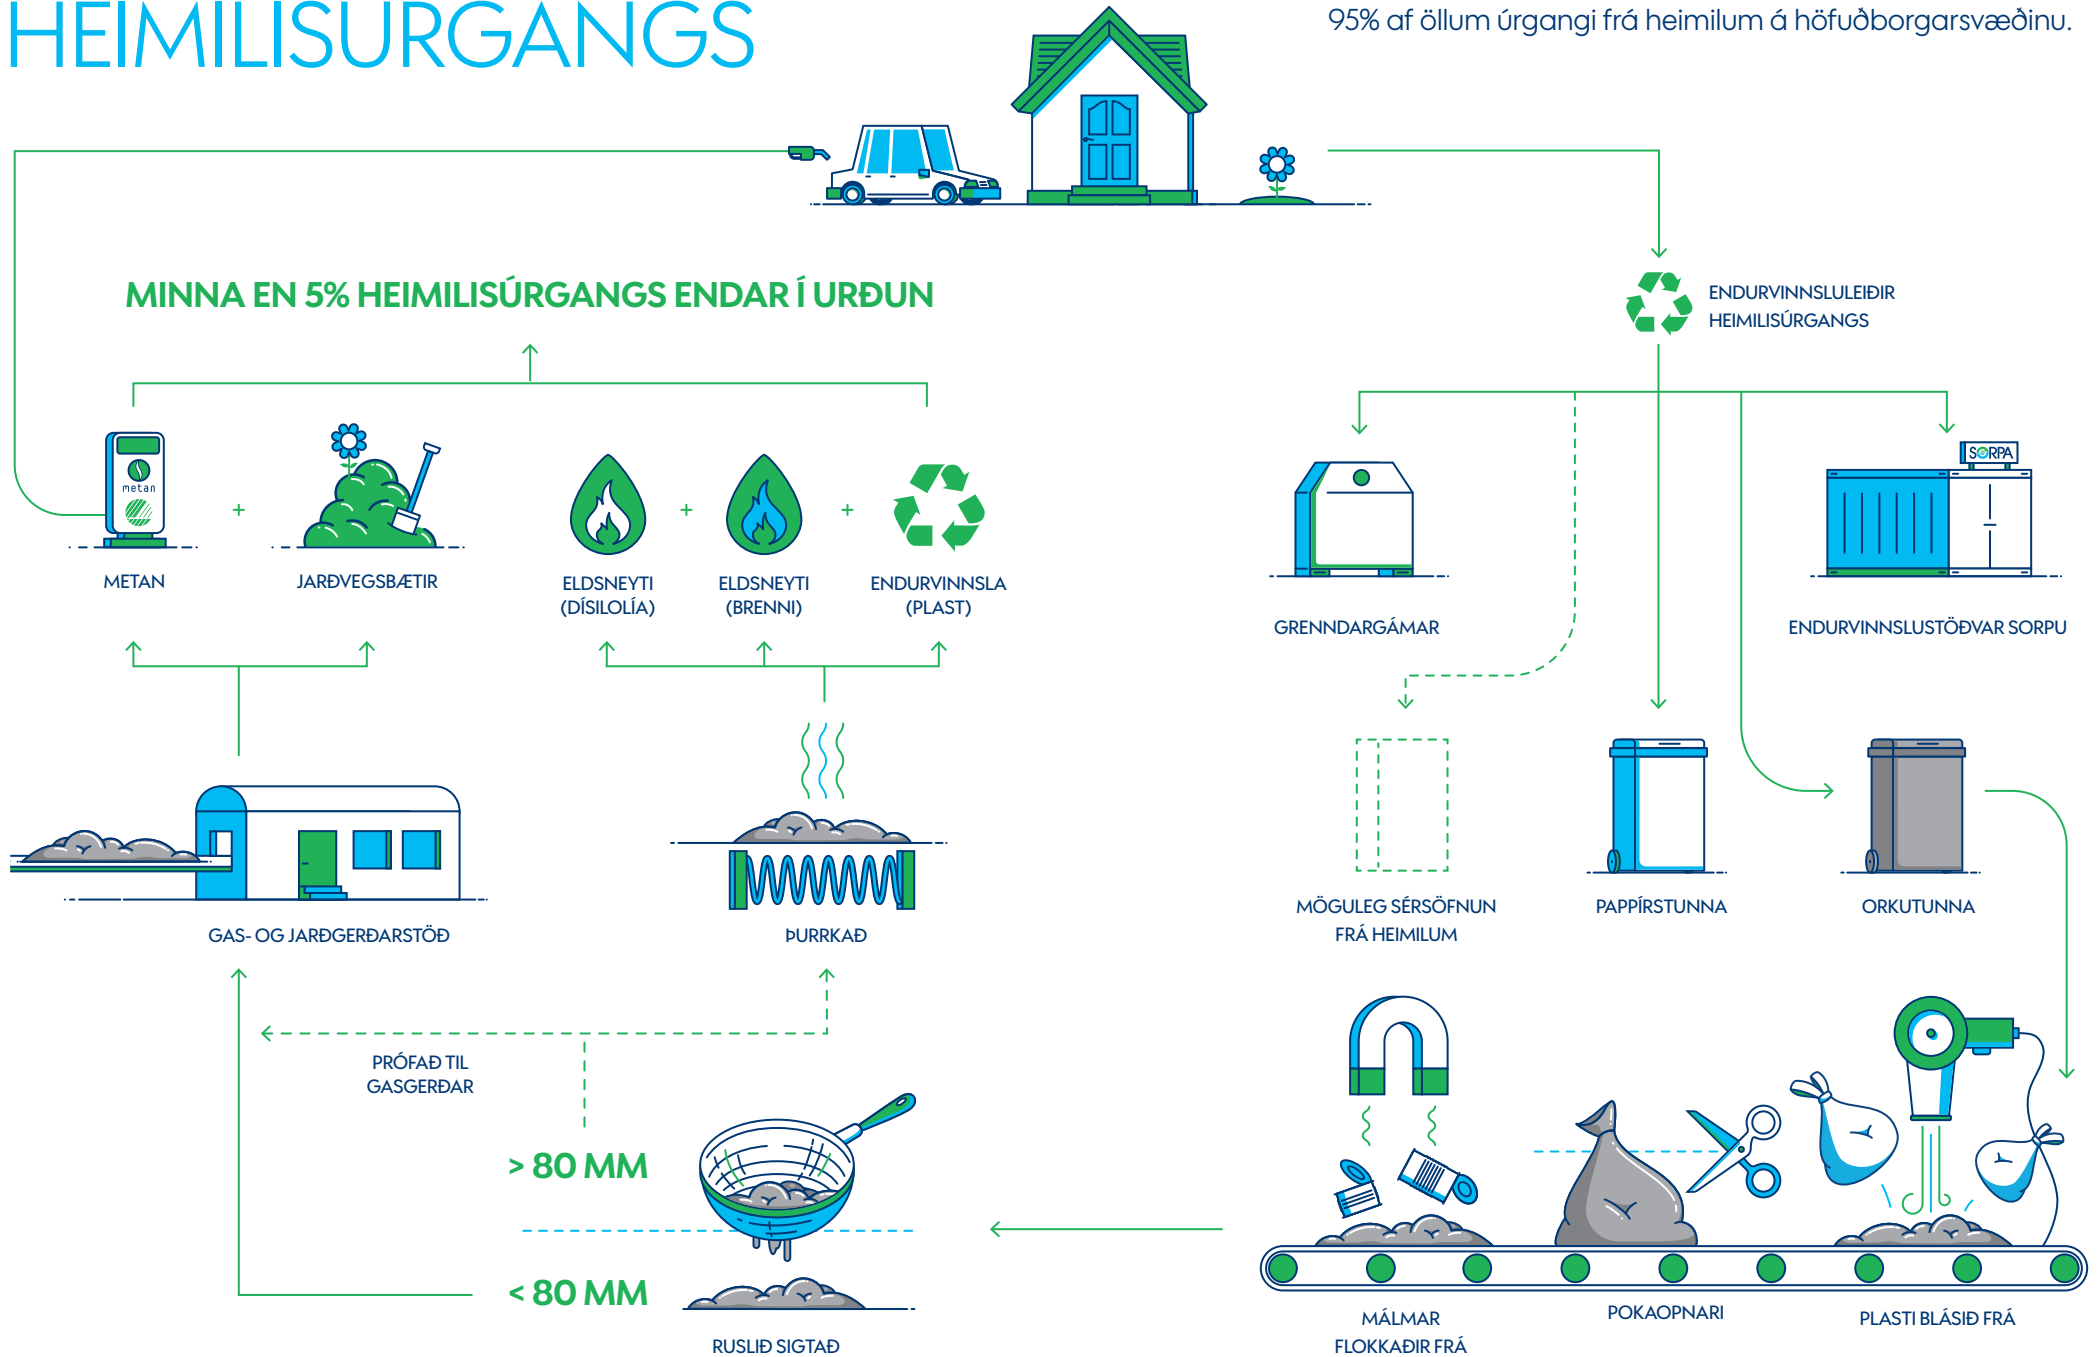 HEIMILISÚRGANGS
95% af öllum úrgangi frá heimilum á höfuðborgarsvæðinu.
MINNA EN 5% HEIMILISÚRGANGS ENDAR Í URÐUN
ENDURVINNSLULEIÐIR
HEIMILISÚRGANGS
metan
SORPA
METAN
+
JARÐVEGSBÆTIR
ELDSNEYTI
(DÍSILOLÍA)
+
ELDSNEYTI
(BRENNI)
+
ENDURVINNSLA
(PLAST)
GRENNDARGÁMAR
ENDURVINNSLUSTÖÐVAR SORPU
GAS- OG JARÐGERÐARSTÖÐ
ÞURRKAÐ
MÖGULEG SÉRSÖFNUN
FRÁ HEIMILUM
PAPPÍRSTUNNA
ORKUTUNNA
PRÓFAÐ TIL
GASGERÐAR
> 80 MM
< 80 MM
RUSLIÐ SIGTAÐ
MÁLMAR
FLOKKAÐIR FRÁ
POKAOPNARI
PLASTI BLÁSIÐ FRÁ